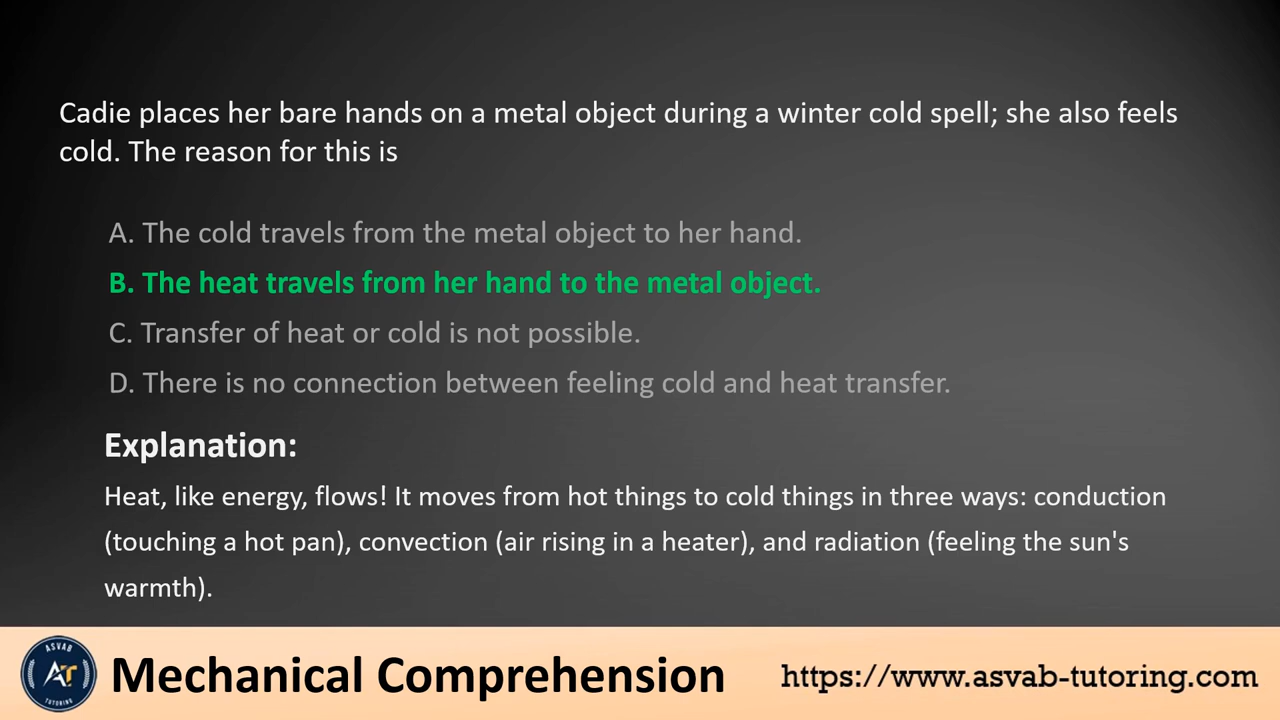 Cadie places her bare hands on a metal object during a winter cold spell; she also feels
cold. The reason for this is
A. The cold travels from the metal object to her hand.
B. The heat travels from her hand to the metal object.
C. Transfer of heat or cold is not possible.
D. There is no connection between feeling cold and heat transfer.
Explanation:
Heat, like energy, flows! It moves from hot things to cold things in three ways: conduction
(touching a hot pan), convection (air rising in a heater), and radiation (feeling the sun's
warmth).
ASVAB
AT
TUTORING
Mechanical Comprehension
https://www.asvab-tutoring.com